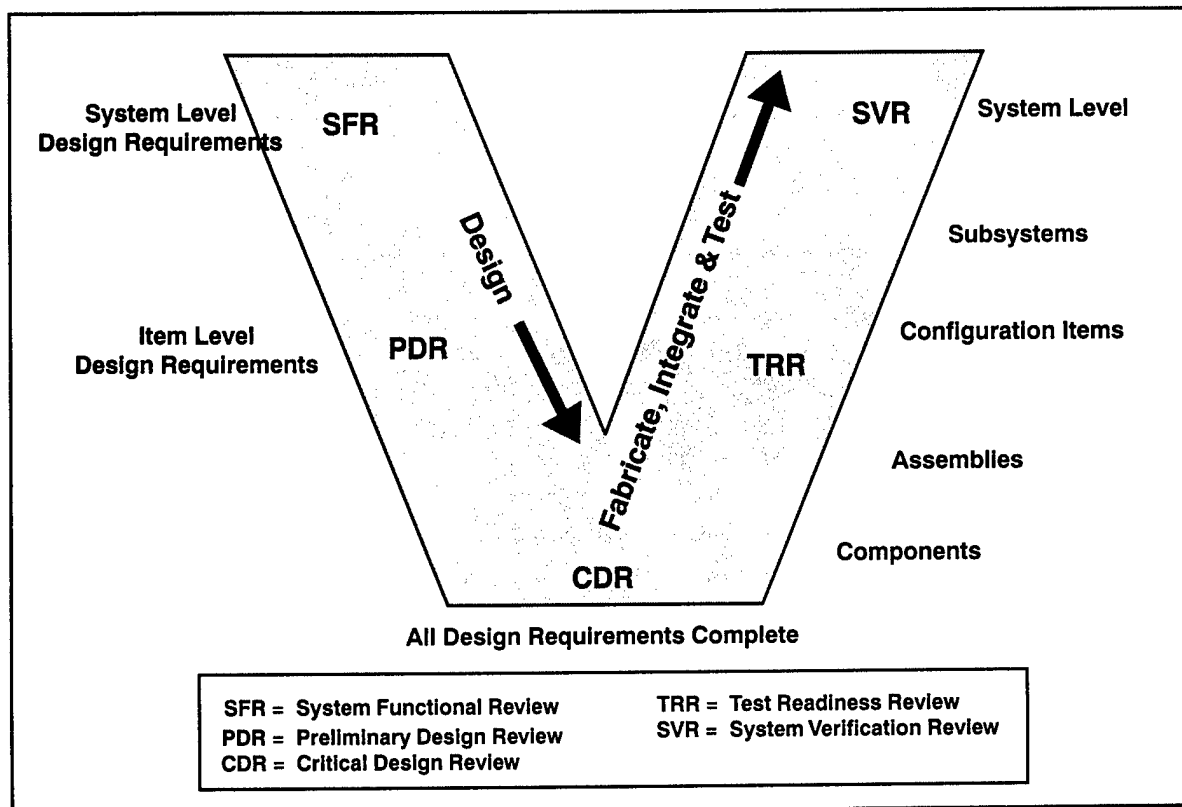 System Level
Design Requirements
SFR
Design
PDR
Item Level
Design Requirements
CDR
All Design Requirements Complete
Fabricate, Integrate & Test
SVR
TRR
System Level
Subsystems
Configuration Items
Assemblies
Components
SFR = System Functional Review
PDR = Preliminary Design Review
CDR = Critical Design Review
TRR = Test Readiness Review
SVR = System Verification Review